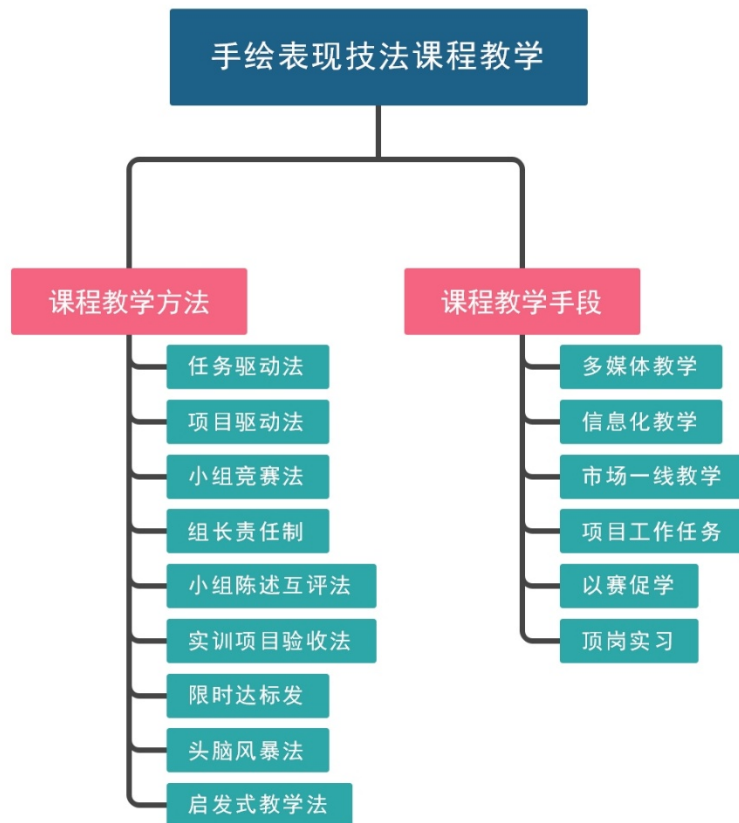 手绘表现技法课程教学
课程教学方法
任务驱动法
项目驱动法
小组竞赛法
组长责任制
小组陈述互评法
实训项目验收法
限时达标发
头脑风暴法
启发式教学法
课程教学手段
多媒体教学
信息化教学
市场一线教学
项目工作任务
以赛促学
顶岗实习